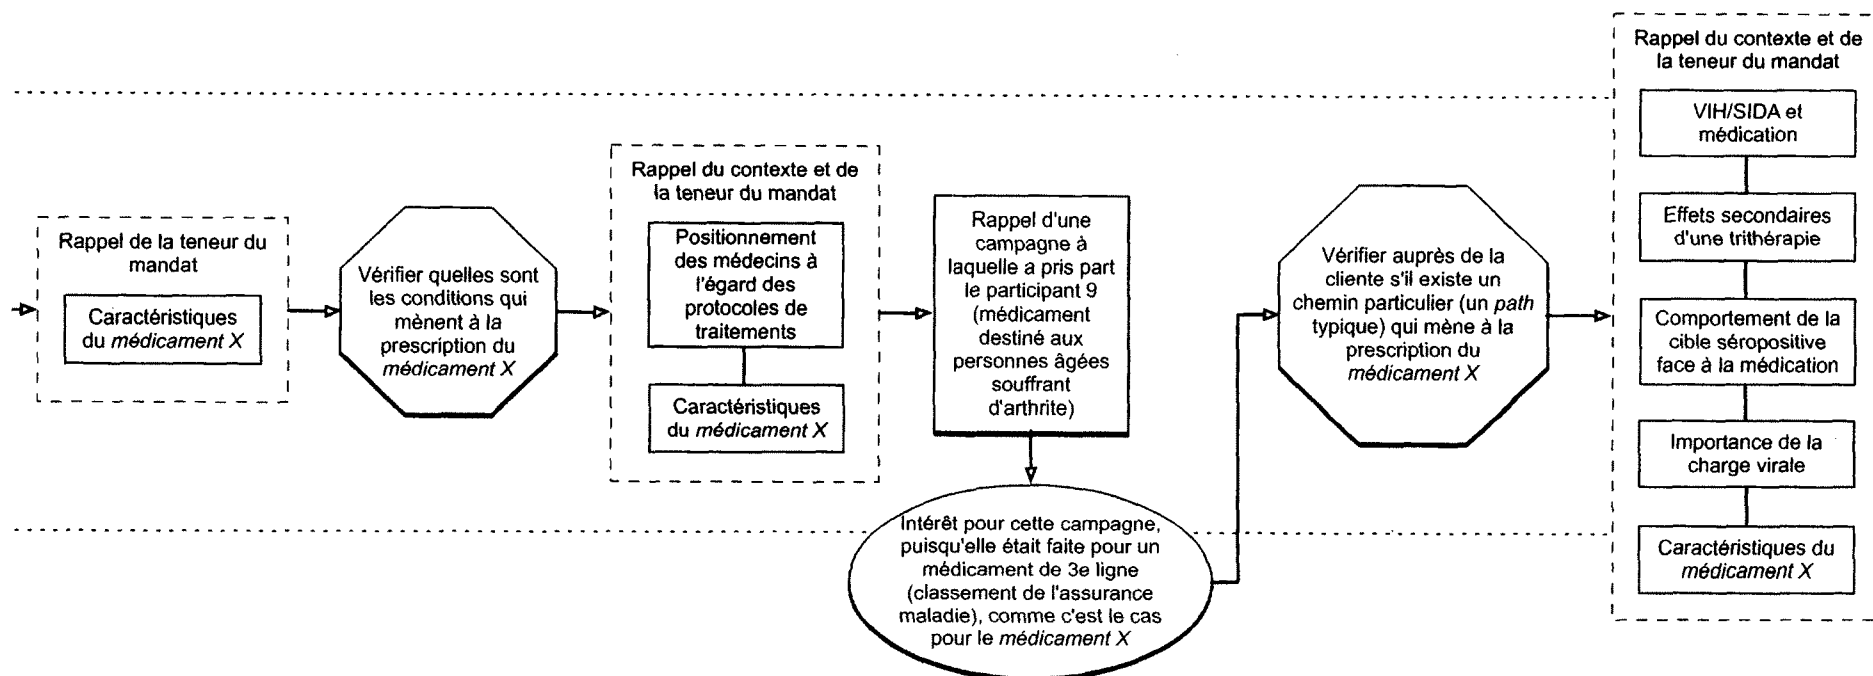 Rappel de la teneur du
mandat
Caractéristiques
du médicament X
Vérifier quelles sont
les conditions qui
mènent à la
prescription du
médicament X
Rappel du contexte et de
la teneur du mandat
Positionnement
des médecins à
l'égard des
protocoles de
traitements
Caractéristiques
du médicament X
Rappel d'une
campagne à
laquelle a pris part
le participant 9
(médicament
destiné aux
personnes âgées
souffrant
d'arthrite)
Intérêt pour cette campagne,
puisqu'elle était faite pour un
médicament de 3e ligne
(classement de l'assurance
maladie), comme c'est le cas
pour le médicament X
Vérifier auprès de la
cliente s'il existe un
chemin particulier (un path
typique) qui mène à la
prescription du
médicament X
Rappel du contexte et de
la teneur du mandat
VIH/SIDA et
médication
Effets secondaires
d'une trithérapie
Comportement de la
cible séropositive
face à la médication
Importance de la
charge virale
Caractéristiques du
médicament X